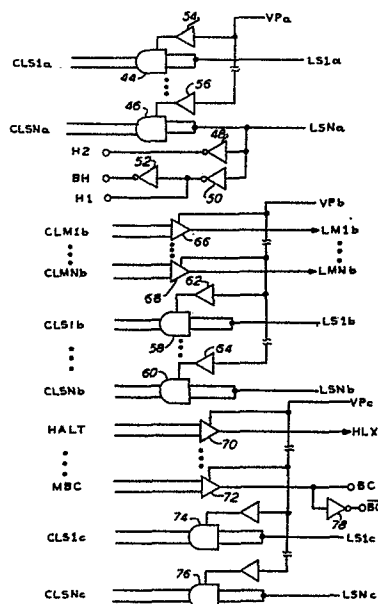 54
VPa
CLS1a
LS1a
44
56
46
CLSNa
LSNa
H2
48
52
BH
H1
50
VPb
CLM1b
LM1b
66
CLMNb
LMNb
68
62
CLS1b
LS1b
58
64
60
CLSNb
LSNb
VPc
HALT
HLX
70
MBC
BC
72
78
BC
74
CLS1c
LS1c
76
CLSNc
LSNc